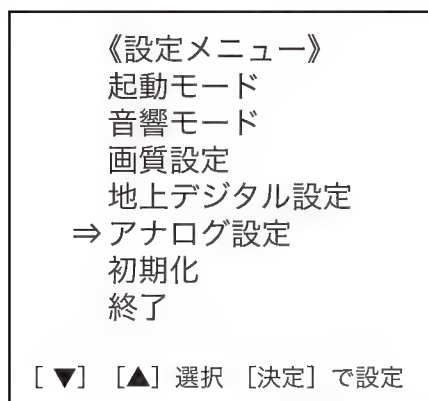 《設定メニュー》
起動モード
音響モード
画質設定
地上デジタル設定
⇒アナログ設定
初期化
終了
[▼] [▲] 選択 [決定] で設定